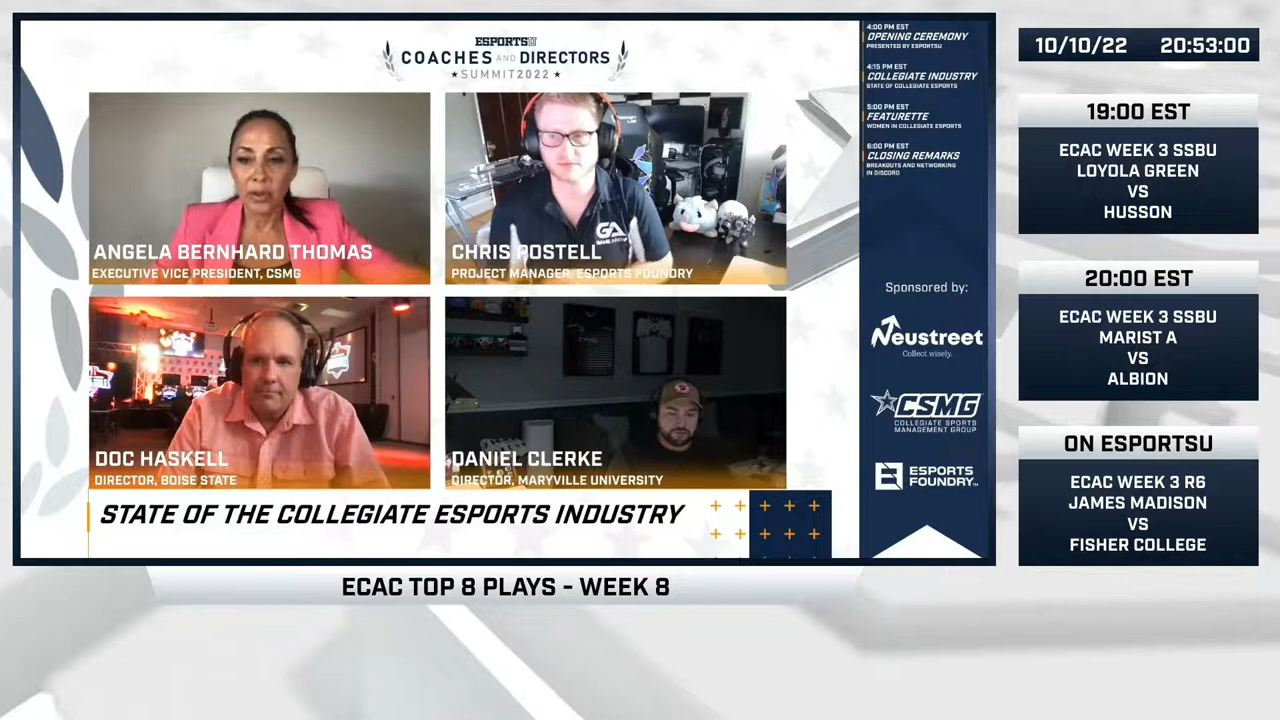 ESPORTSU
COACHES AND DIRECTORS
SUMMIT2022
ANGELA BERNHARD THOMAS
EXECUTIVE VICE PRESIDENT, CSMG
CHRIS POSTELL
PROJECT MANAGER, ESPORTS FOUNDRY
GA
DOC HASKELL
DIRECTOR, BOISE STATE
DANIEL CLERKE
DIRECTOR, MARYVILLE UNIVERSITY
STATE OF THE COLLEGIATE ESPORTS INDUSTRY
4:00 PM EST
OPENING CEREMONY
PRESENTED BY ESPORTSU
4:15 PM EST
COLLEGIATE INDUSTRY
STATE OF COLLEGIATE ESPORTS
5:00 PM EST
FEATURETTE
WOMEN IN COLLEGIATE ESPORTS
6:00 PM EST
CLOSING REMARKS
BREAKOUTS AND NETWORKING
IN DISCORD
Sponsored by:
Neustreet
Collect wisely.
CSMG
COLLEGIATE SPORTS
MANAGEMENT GROUP
ESPORTS
FOUNDRY™
ECAC TOP 8 PLAYS - WEEK 8
10/10/22 20:53:00
19:00 EST
ECAC WEEK 3 SSBU
LOYOLA GREEN
VS
HUSSON
20:00 EST
ECAC WEEK 3 SSBU
MARIST A
VS
ALBION
ON ESPORTSU
ECAC WEEK 3 R6
JAMES MADISON
VS
FISHER COLLEGE